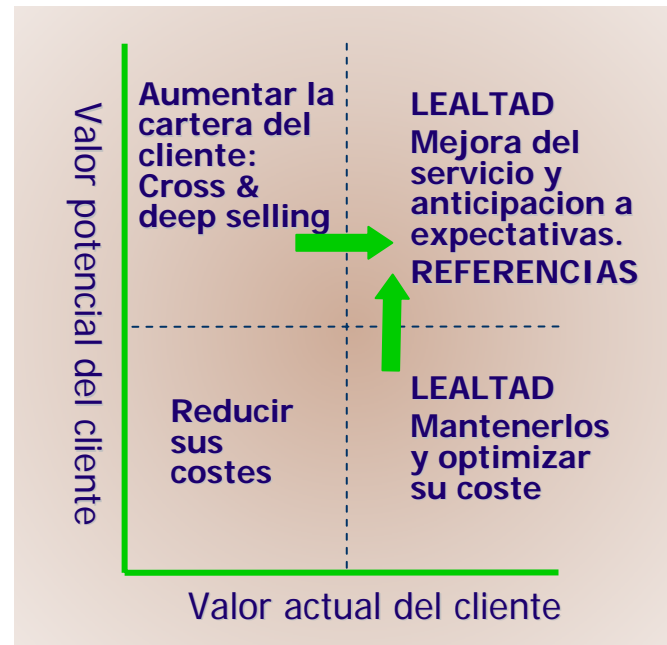 Valor potencial del cliente
Aumentar la
cartera del
cliente:
Cross &
deep selling
LEALTAD
Mejora del
servicio y
anticipacion a
expectativas.
REFERENCIAS
Reducir
sus
costes
LEALTAD
Mantenerlos
y optimizar
su coste
Valor actual del cliente